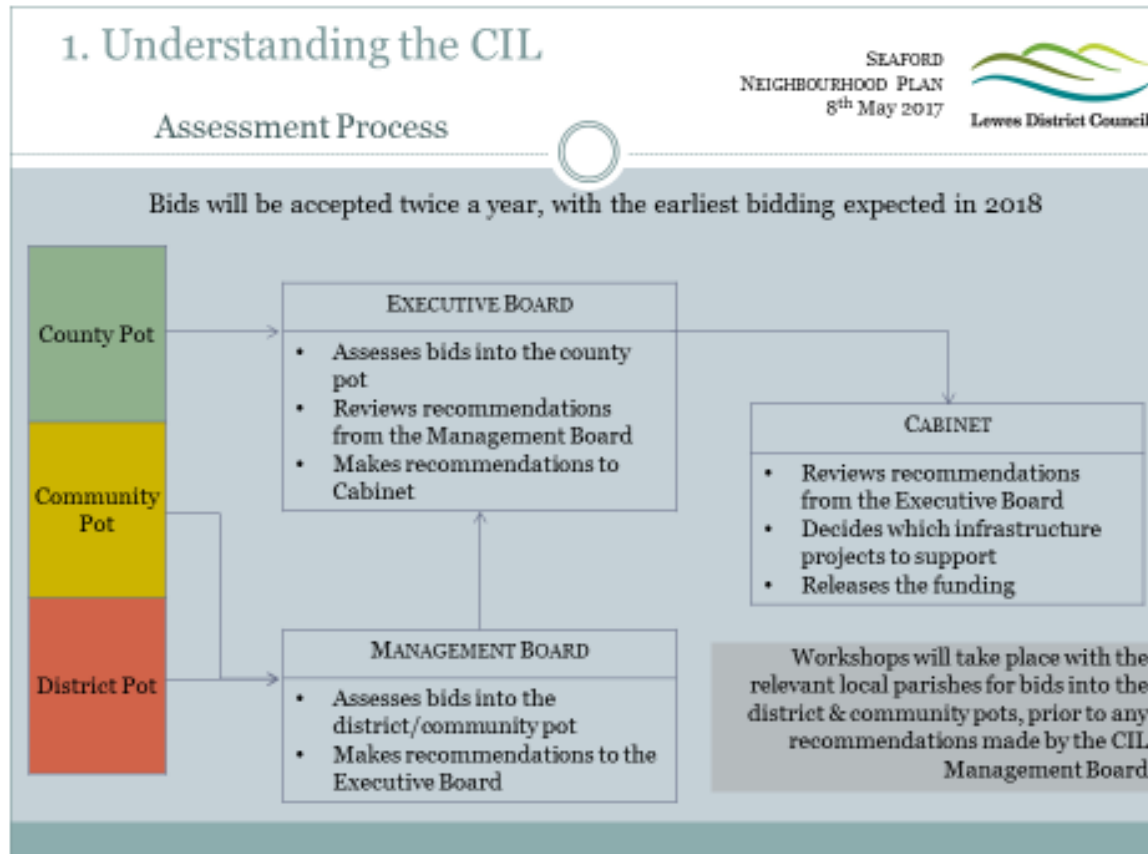 1. Understanding the CIL
Assessment Process
SEAFORD
NEIGHBOURHOOD PLAN
8th May 2017
Lewes District Council
Bids will be accepted twice a year, with the earliest bidding expected in 2018
County Pot
Community
Pot
District Pot
EXECUTIVE BOARD
• Assesses bids into the county
pot
• Reviews recommendations
from the Management Board
• Makes recommendations to
Cabinet
MANAGEMENT BOARD
• Assesses bids into the
district/community pot
• Makes recommendations to the
Executive Board
CABINET
• Reviews recommendations
from the Executive Board
• Decides which infrastructure
projects to support
• Releases the funding
Workshops will take place with the
relevant local parishes for bids into the
district & community pots, prior to any
recommendations made by the CIL
Management Board